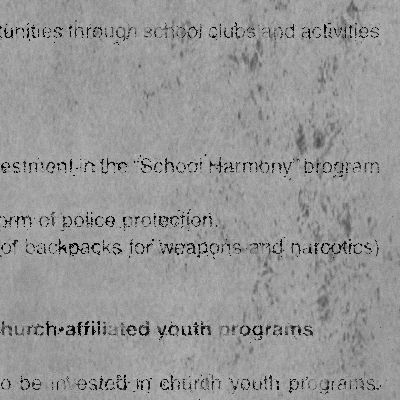 tunities through school clubs and activities
estment in the “School Harmony” program
orm of police protection.
of backpacks for weapons and narcotics)
hurch-affiliated youth programs
o be invested in church youth programs.